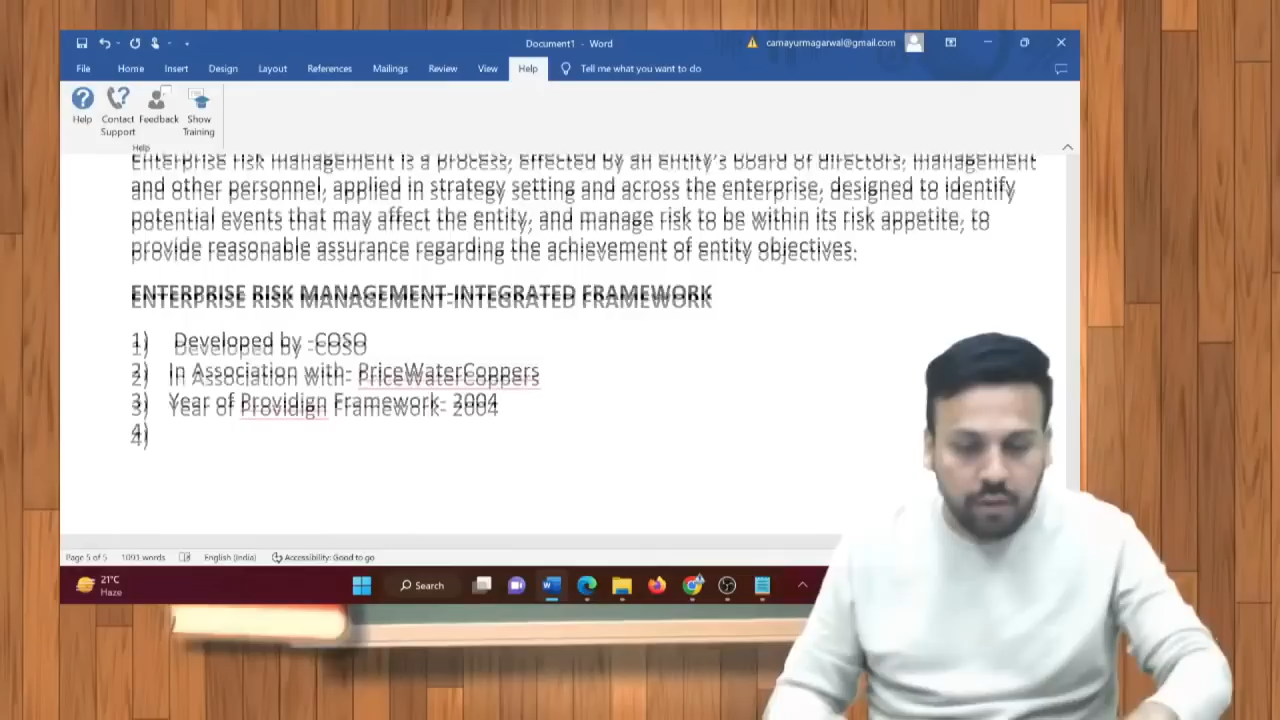 Document1 - Word
camayurmagarwal@gmail.com
File Home Insert Design Layout References Mailings Review View Help Tell me what you want to do
Help Contact Support Feedback Show Training
Help
Enterprise risk management is a process, effected by an entity's board of directors, management
and other personnel, applied in strategy setting and across the enterprise, designed to identify
potential events that may affect the entity, and manage risk to be within its risk appetite, to
provide reasonable assurance regarding the achievement of entity objectives.
ENTERPRISE RISK MANAGEMENT-INTEGRATED FRAMEWORK
1) Developed by -COSO
2) In Association with- PriceWaterCoppers
3) Year of Providign Framework- 2004
4)
Page 5 of 5 1091 words English (India) Accessibility: Good to go
21°C
Haze
Search